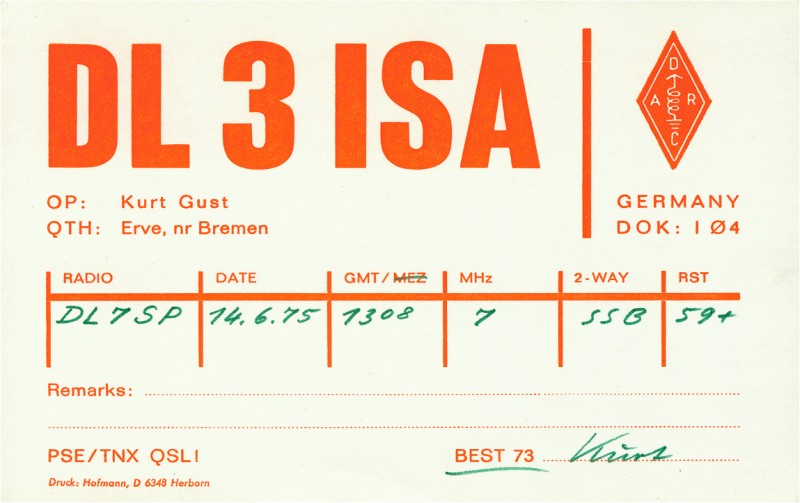 DL 3 ISA
D
A R
C
OP: Kurt Gust
QTH: Erve, nr Bremen
GERMANY
DOK: I Ø4
RADIO DATE GMT/MEZ MHz 2-WAY RST
DL7SP 14.6.75 1308 7 SSB 59+
Remarks:
PSE/TNX QSL! BEST 73 Kurt
Druck: Hofmann, D 6348 Herborn